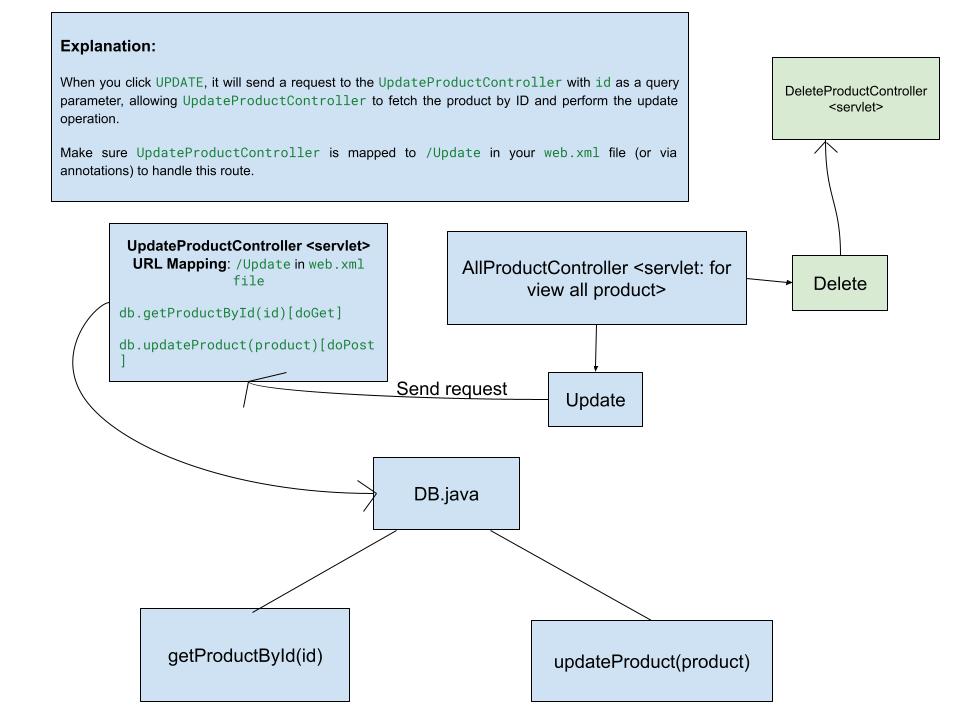 Explanation:
When you click UPDATE, it will send a request to the UpdateProductController with id as a query
parameter, allowing UpdateProductController to fetch the product by ID and perform the update
operation.
Make sure UpdateProductController is mapped to /Update in your web.xml file (or via
annotations) to handle this route.
DeleteProductController
<servlet>
UpdateProductController <servlet>
URL Mapping: /Update in web.xml
file
db.getProductById(id)[doGet]
db.updateProduct(product)[doPost
]
AllProductController <servlet: for
view all product>
Delete
Send request
Update
DB.java
getProductById(id)
updateProduct(product)